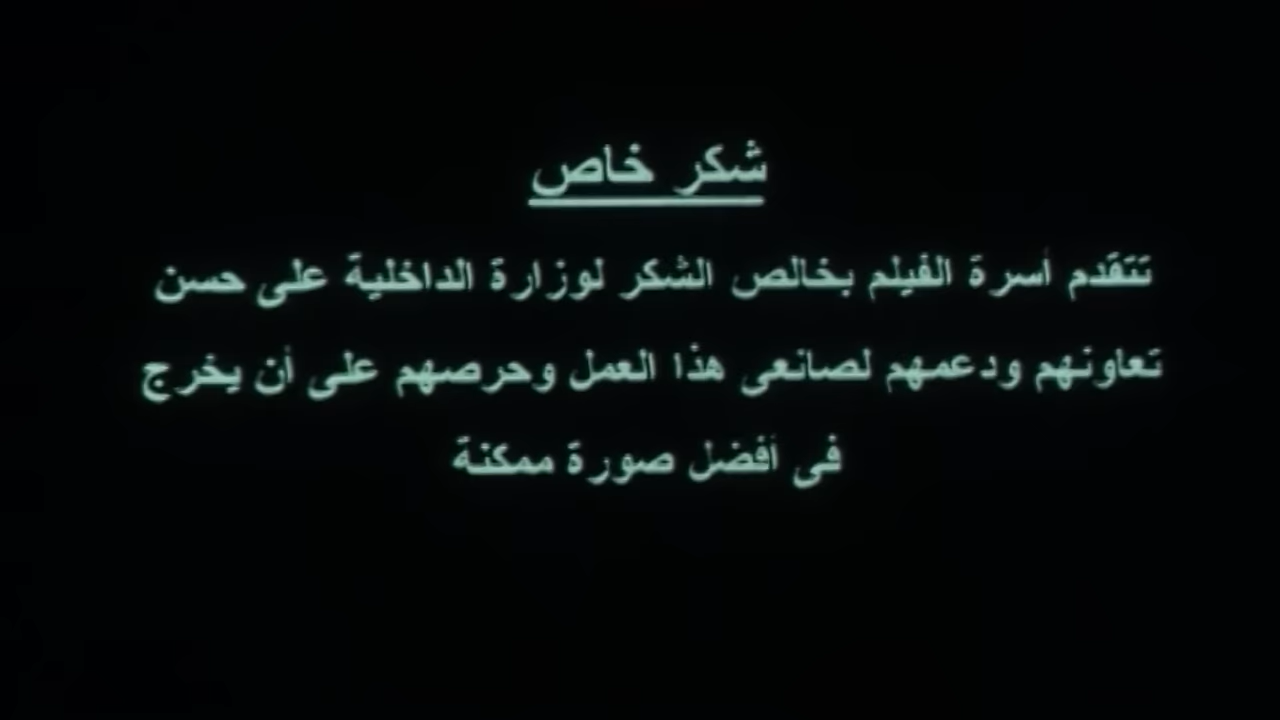 شكر خاص
تتقدم أسرة الفيلم بخالص الشكر لوزارة الداخلية على حسن
تعاونهم ودعمهم لصانعى هذا العمل وحرصهم على أن يخرج
فى أفضل صورة ممكنة